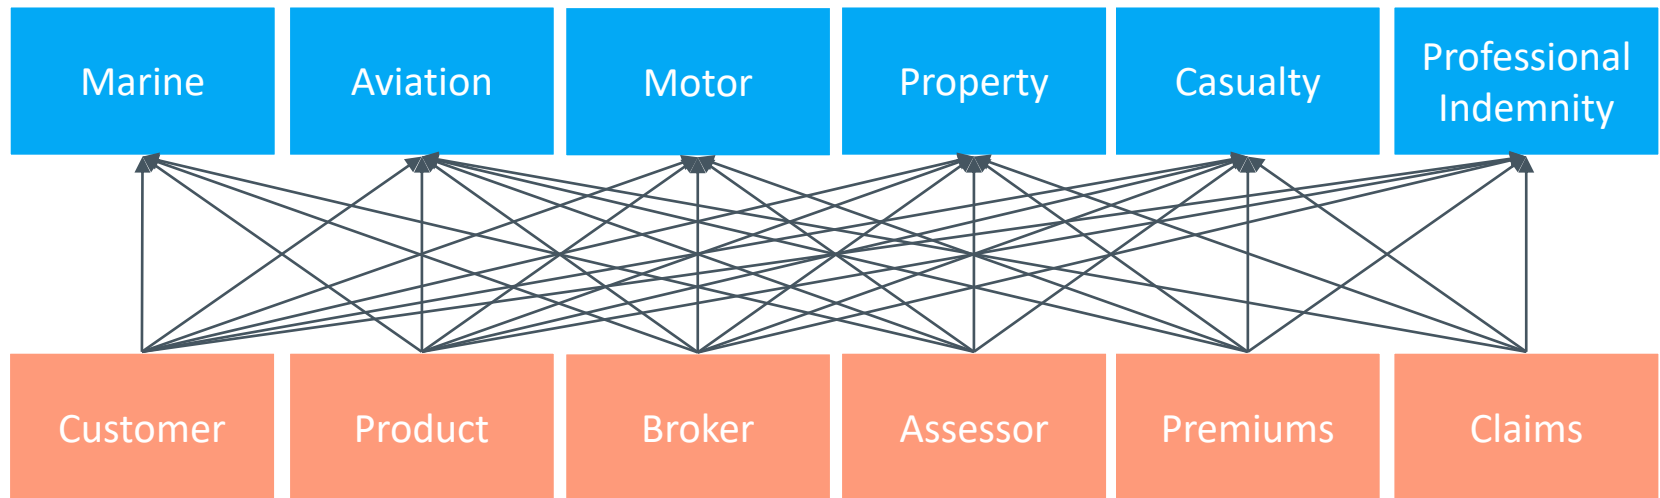 Marine
Aviation
Motor
Property
Casualty
Professional
Indemnity
Customer
Product
Broker
Assessor
Premiums
Claims